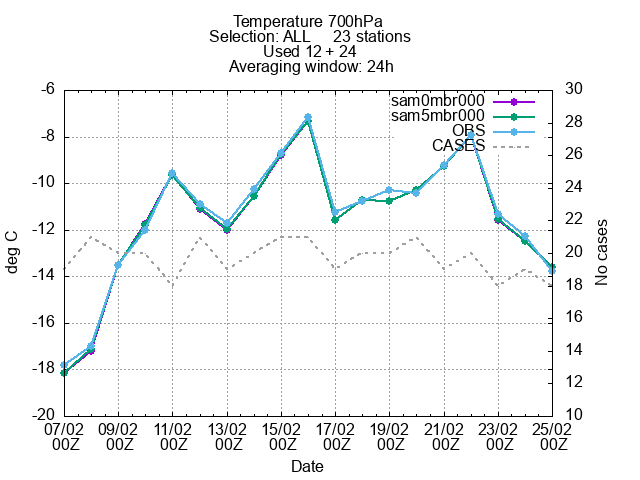 Temperature 700hPa
Selection: ALL 23 stations
Used 12 + 24
Averaging window: 24h
sam0mbr000
sam5mbr000
OBS
CASES
deg C
-6
-8
-10
-12
-14
-16
-18
-20
30
28
26
24
22
20
18
16
14
12
10
No cases
07/02 09/02 11/02 13/02 15/02 17/02 19/02 21/02 23/02 25/02
00Z 00Z 00Z 00Z 00Z 00Z 00Z 00Z 00Z 00Z
Date